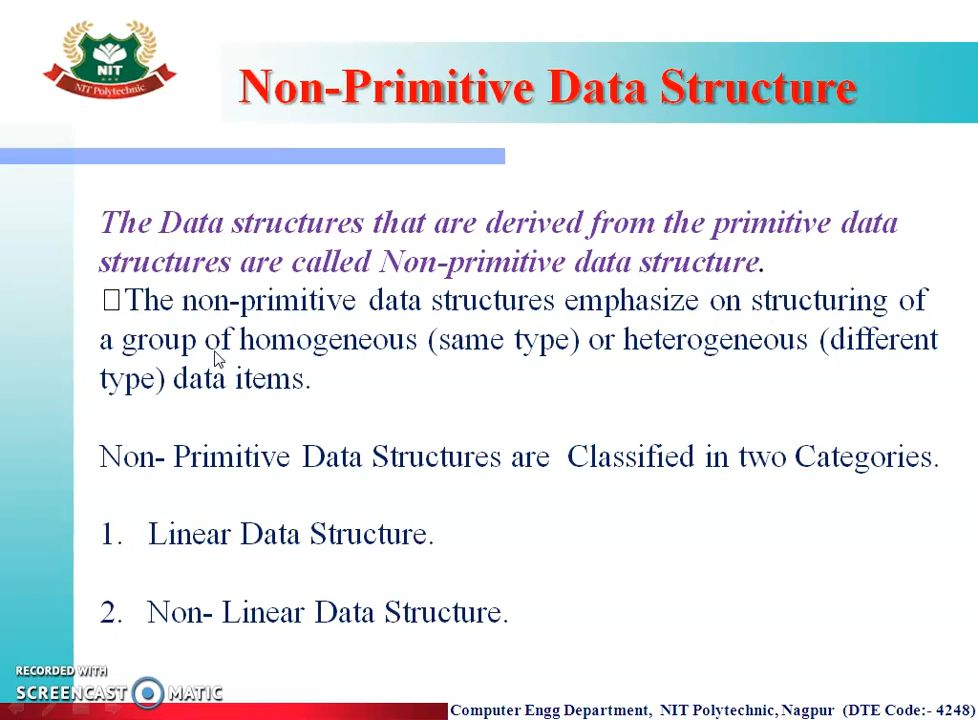 NIT
NIT Polytechnic
Non-Primitive Data Structure
The Data structures that are derived from the primitive data
structures are called Non-primitive data structure.
The non-primitive data structures emphasize on structuring of
a group of homogeneous (same type) or heterogeneous (different
type) data items.
Non- Primitive Data Structures are Classified in two Categories.
1. Linear Data Structure.
2. Non- Linear Data Structure.
RECORDED WITH
SCREENCAST MATIC
Computer Engg Department, NIT Polytechnic, Nagpur (DTE Code:- 4248)